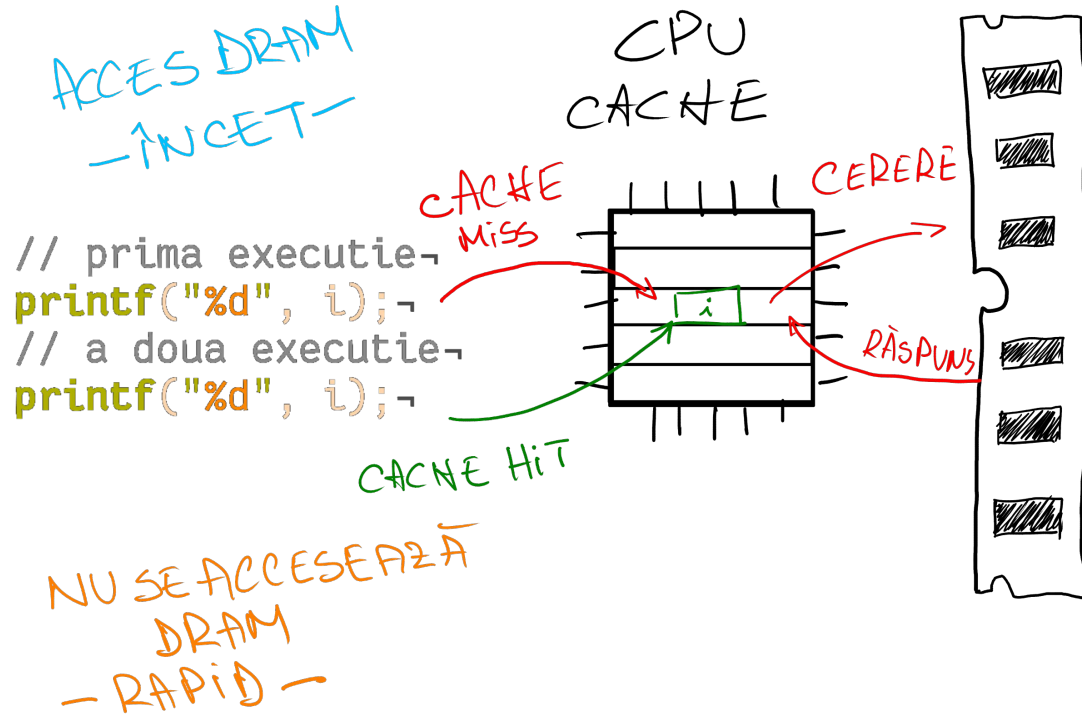 ACCES DRAM
-ÎNCET-
CPU
CACHE
CACHE
MiSS
CERERE
// prima executie¬
printf("%d", i);¬
// a doua executie¬
printf("%d", i);¬
i
RĂSPUNS
CACHE HiT
NU SE ACCESEAZĂ
DRAM
- RAPiD -